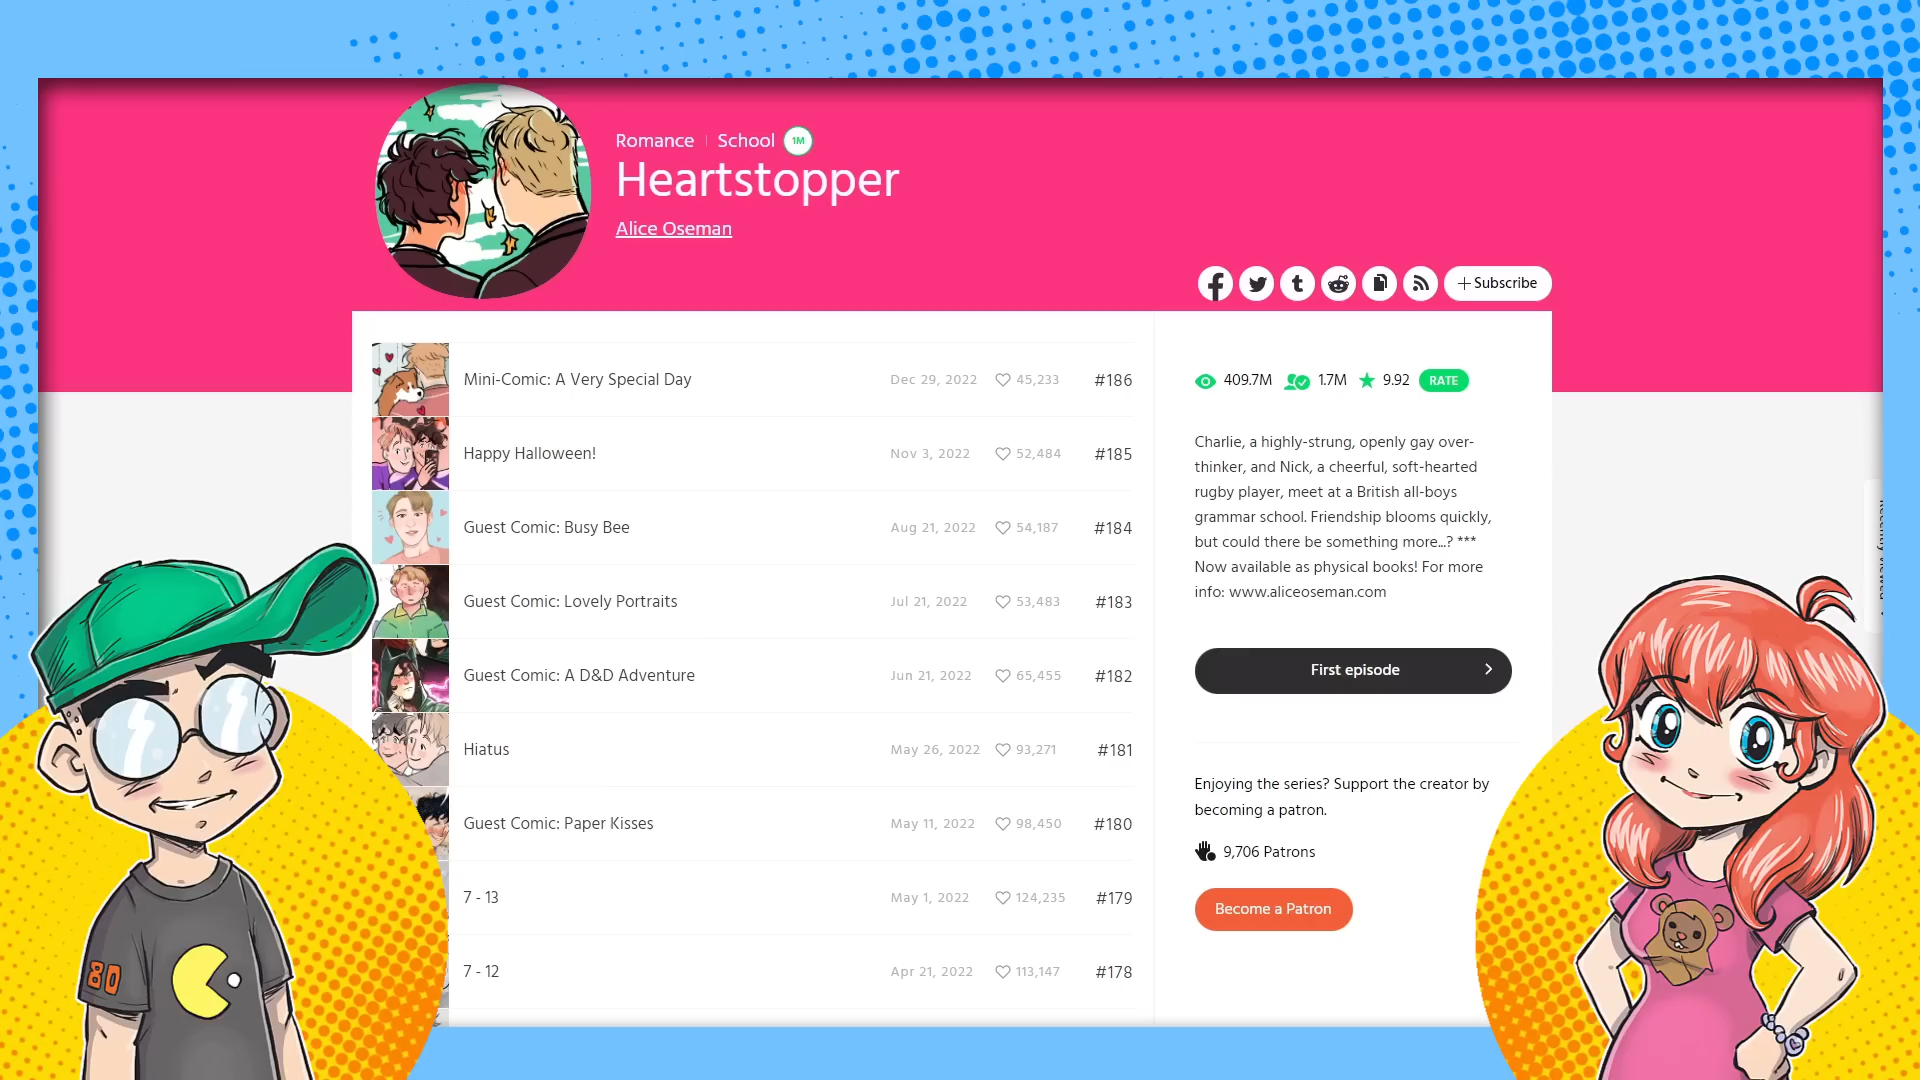 Romance
School
1M
Heartstopper
Alice Oseman
Subscribe
Mini-Comic: A Very Special Day
Dec 29, 2022
45,233
#186
Happy Halloween!
Nov 3, 2022
52,484
#185
Guest Comic: Busy Bee
Aug 21, 2022
54,187
#184
Guest Comic: Lovely Portraits
Jul 21, 2022
53,483
#183
Guest Comic: A D&D Adventure
Jun 21, 2022
65,455
#182
Hiatus
May 26, 2022
93,271
#181
Guest Comic: Paper Kisses
May 11, 2022
98,450
#180
7 - 13
May 1, 2022
124,235
#179
7 - 12
Apr 21, 2022
113,147
#178
409.7M
1.7M
9.92
RATE
Charlie, a highly-strung, openly gay over-
thinker, and Nick, a cheerful, soft-hearted
rugby player, meet at a British all-boys
grammar school. Friendship blooms quickly,
but could there be something more...? ***
Now available as physical books! For more
info: www.aliceoseman.com
First episode
Enjoying the series? Support the creator by
becoming a patron.
9,706 Patrons
Become a Patron
80